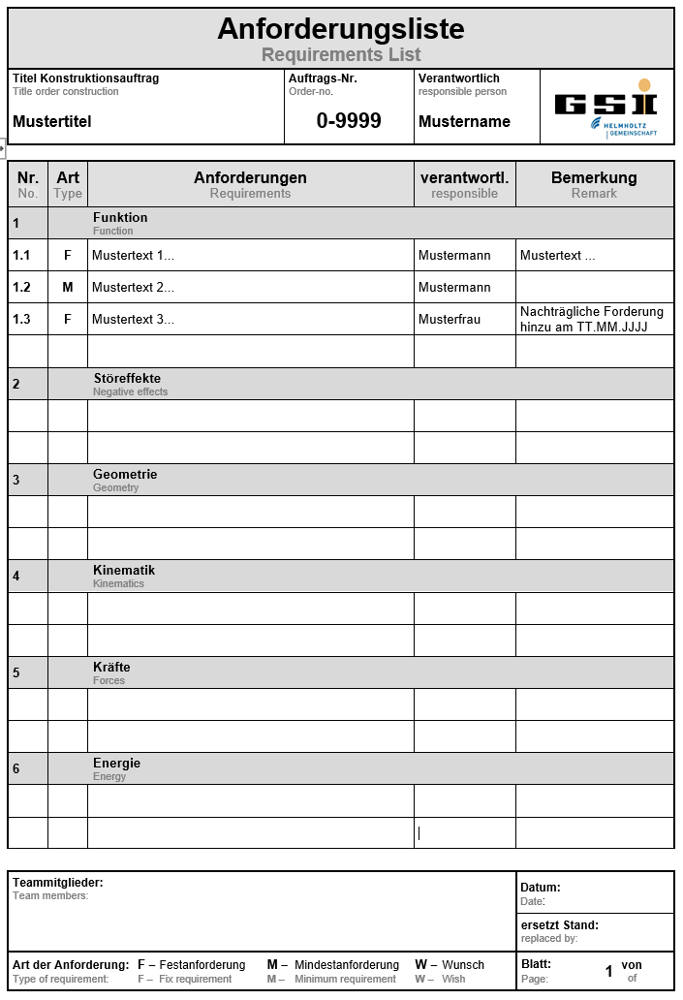 Anforderungsliste
Requirements List
Titel Konstruktionsauftrag
Title order construction
Mustertitel
Auftrags-Nr.
Order-no.
0-9999
Verantwortlich
responsible person
Mustername
GSI
HELMHOLTZ
GEMEINSCHAFT
Nr. Art Anforderungen verantwortl. Bemerkung
No. Type Requirements responsible Remark
1 Funktion
Function
1.1 F Mustertext 1... Mustermann Mustertext ...
1.2 M Mustertext 2... Mustermann
1.3 F Mustertext 3... Musterfrau Nachträgliche Forderung
hinzu am TT.MM.JJJJ
2 Störeffekte
Negative effects
3 Geometrie
Geometry
4 Kinematik
Kinematics
5 Kräfte
Forces
6 Energie
Energy
Teammitglieder:
Team members:
Datum:
Date:
ersetzt Stand:
replaced by:
Art der Anforderung: F – Festanforderung M – Mindestanforderung W – Wunsch
Type of requirement: F – Fix requirement M – Minimum requirement W – Wish
Blatt: 1 von
Page: of